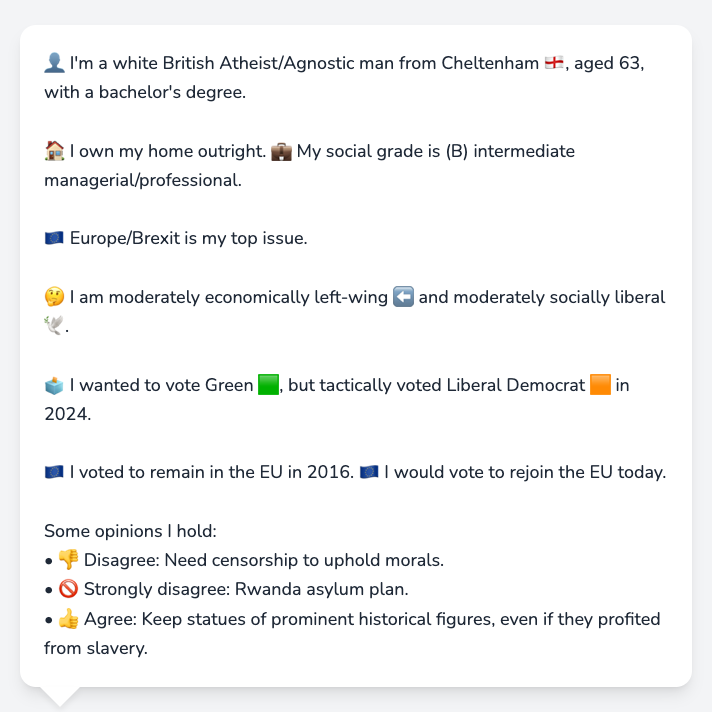 👤 I'm a white British Atheist/Agnostic man from Cheltenham 🏴󠁧󠁢󠁥󠁮󠁧󠁿, aged 63,
with a bachelor's degree.
🏠 I own my home outright. 💼 My social grade is (B) intermediate
managerial/professional.
🇪🇺 Europe/Brexit is my top issue.
🤔 I am moderately economically left-wing ⬅️ and moderately socially liberal
🕊️.
🗳️ I wanted to vote Green 🟩, but tactically voted Liberal Democrat 🟧 in
2024.
🇪🇺 I voted to remain in the EU in 2016. 🇪🇺 I would vote to rejoin the EU today.
Some opinions I hold:
• 👎 Disagree: Need censorship to uphold morals.
• 🚫 Strongly disagree: Rwanda asylum plan.
• 👍 Agree: Keep statues of prominent historical figures, even if they profited
from slavery.